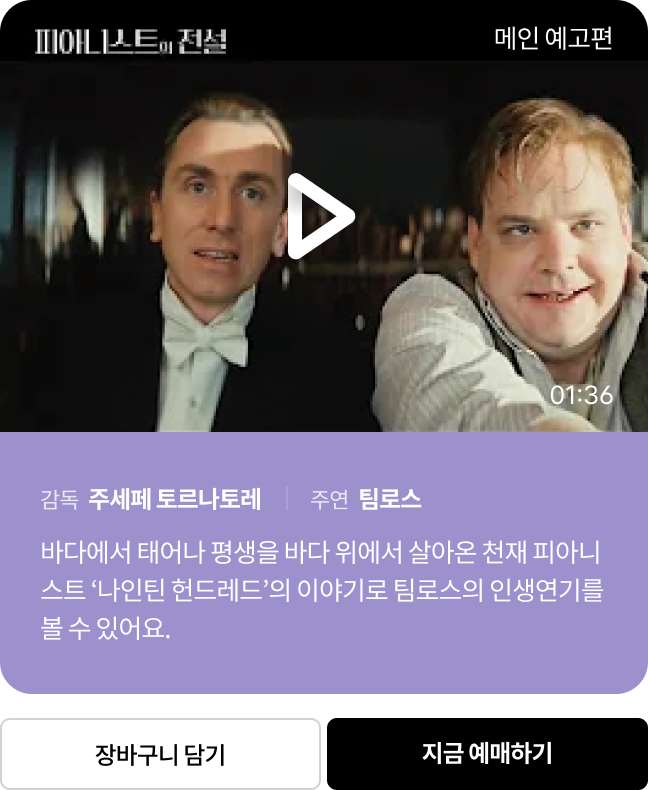 피아니스트의 전설
메인 예고편
01:36
감독 주세페 토르나토레 주연 팀로스
바다에서 태어나 평생을 바다 위에서 살아온 천재 피아니
스트 ‘나인틴 헌드레드’의 이야기로 팀로스의 인생연기를
볼 수 있어요.
장바구니 담기
지금 예매하기